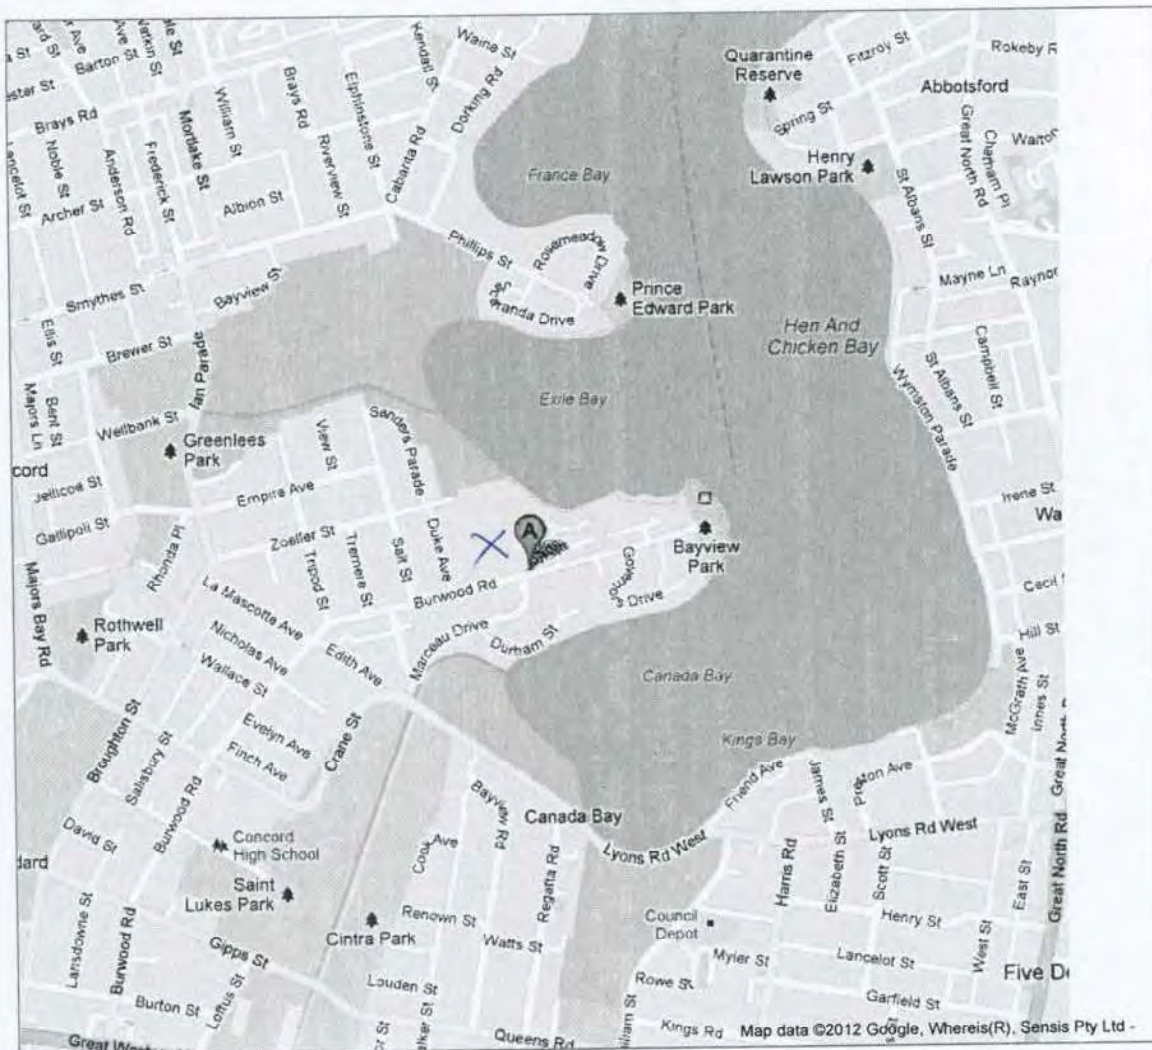 Barton St
Watkin St
Brays Rd
Noble St
Archer St
Lancelot St
Anderson Rd
Frederick St
Mortlake St
William St
Albion St
Brays Rd
Riverview St
Elphinstone St
Kendall St
Waine St
Dorking Rd
Cabarita Rd
Smythes St
Bayview St
Phillips St
Rosemeadow Drive
France Bay
Prince
Edward Park
Quarantine
Reserve
Fitzroy St
Rokeby R
Abbotsford
Spring St
Great North Rd
Chatham Pl
Henry
Lawson Park
St Albans St
Mayne Ln
Raynor
Hen And
Chicken Bay
St Albans St
Campbell St
Wymston Parade
Ellis St
Brewer St
Majors Ln
Bent St
Wellbank St
Ian Parade
Greenlees
Park
cord
Jellicoe St
Gallipoli St
Exile Bay
Sanders Parade
View St
Empire Ave
Zoeller St
Tripod St
Tremere St
Salt St
Duke Ave
X
A
Burwood Rd
Bayview
Park
Drive
Irene St
Wa
Cecil
Hill St
Rhonda Pl
Majors Bay Rd
Rothwell
Park
La Mascotte Ave
Nicholas Ave
Wallace St
Edith Ave
Marceau Drive
Durham St
Canada Bay
Kings Bay
McGrath Ave
Innes St
Broughton St
Salisbury St
Evelyn Ave
Finch Ave
Crane St
Burwood Rd
David St
Concord
High School
Saint
Lukes Park
Cintra Park
Cook Ave
Bayview Rd
Canada Bay
Regatta Rd
Lyons Rd West
Friend Ave
James St
Preston Ave
Lyons Rd West
Harris Rd
Elizabeth St
Scott St
East St
Great North Rd
Lansdowne St
Burwood Rd
Gipps St
Loftus St
Burton St
Renown St
Watts St
Louden St
Queens Rd
Council
Depot
Henry St
West St
Myler St
Lancelot St
Rowe St
Garfield St
Kings Rd
Five D
Map data ©2012 Google, Whereis(R), Sensis Pty Ltd -